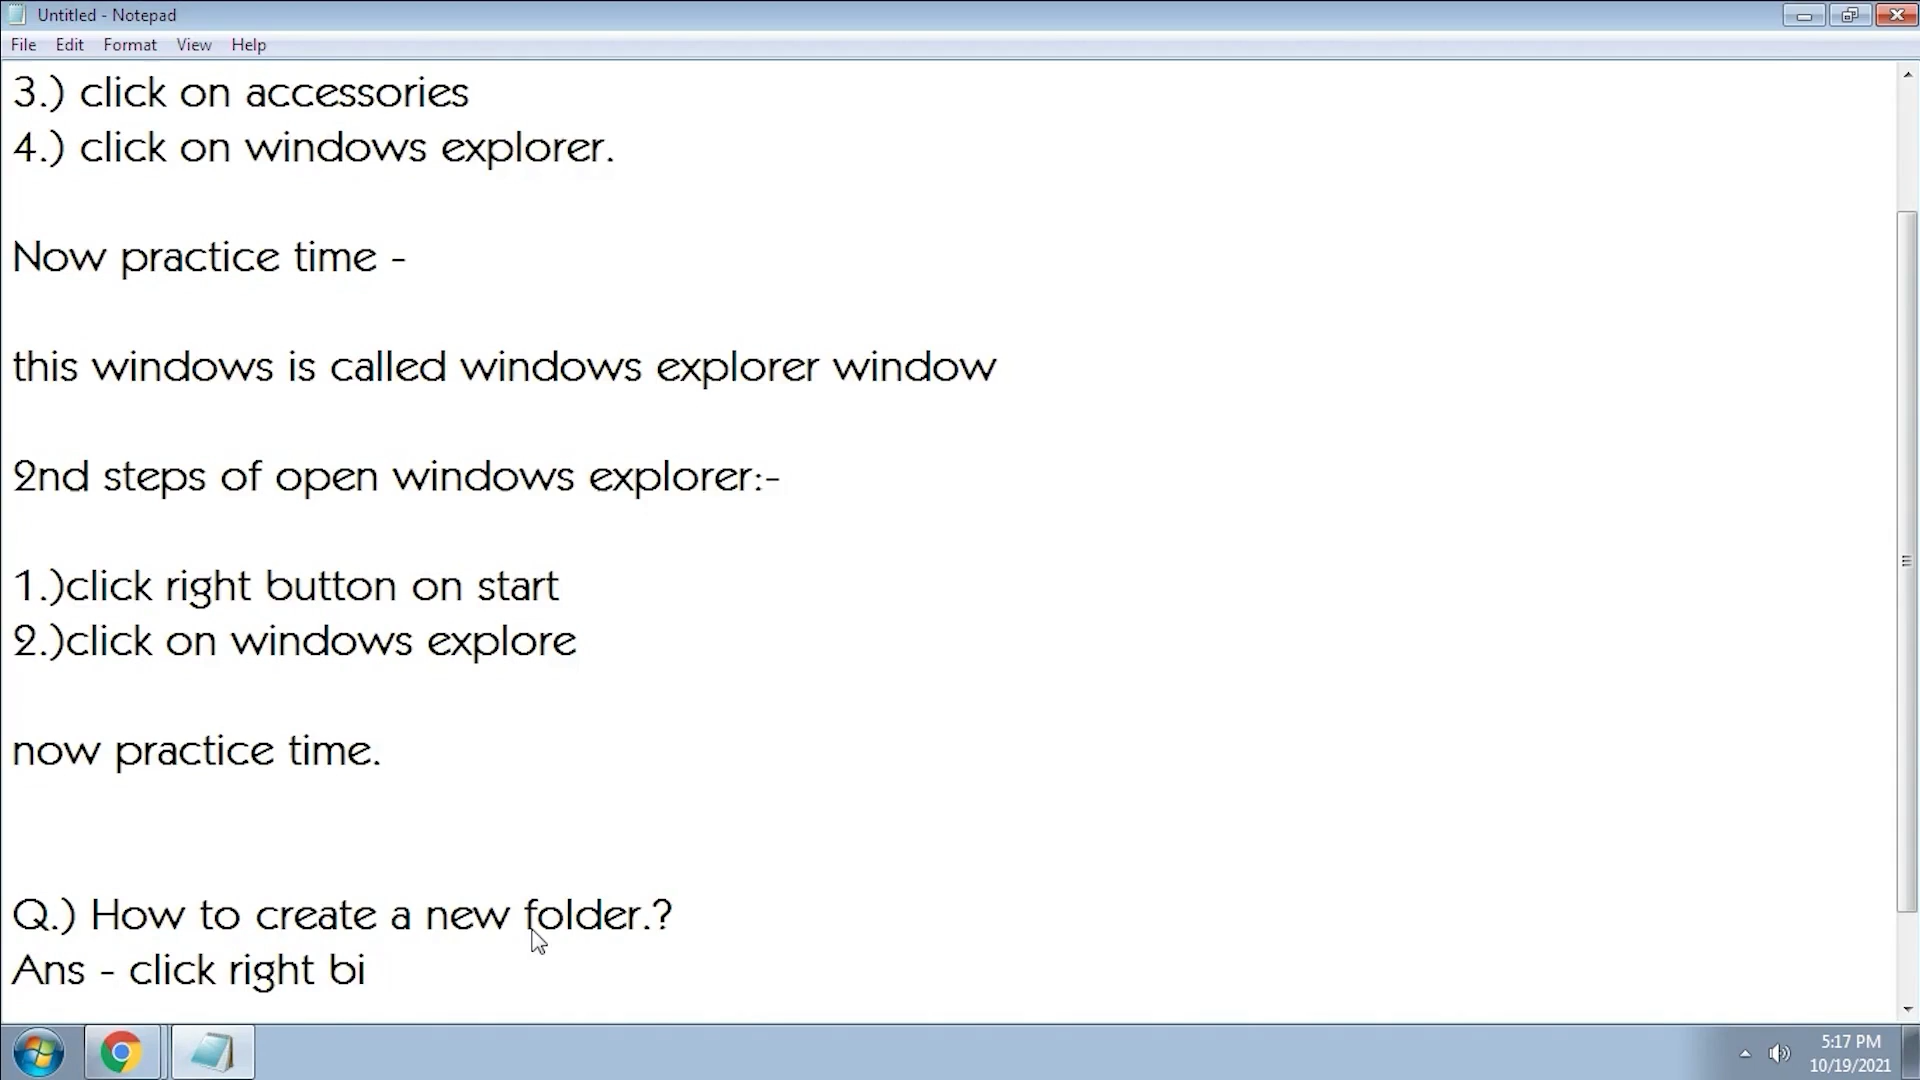 Untitled - Notepad
File Edit Format View Help
3.) click on accessories
4.) click on windows explorer.
Now practice time -
this windows is called windows explorer window
2nd steps of open windows explorer:-
1.)click right button on start
2.)click on windows explore
now practice time.
Q.) How to create a new folder.?
Ans - click right bi
5:17 PM
10/19/2021